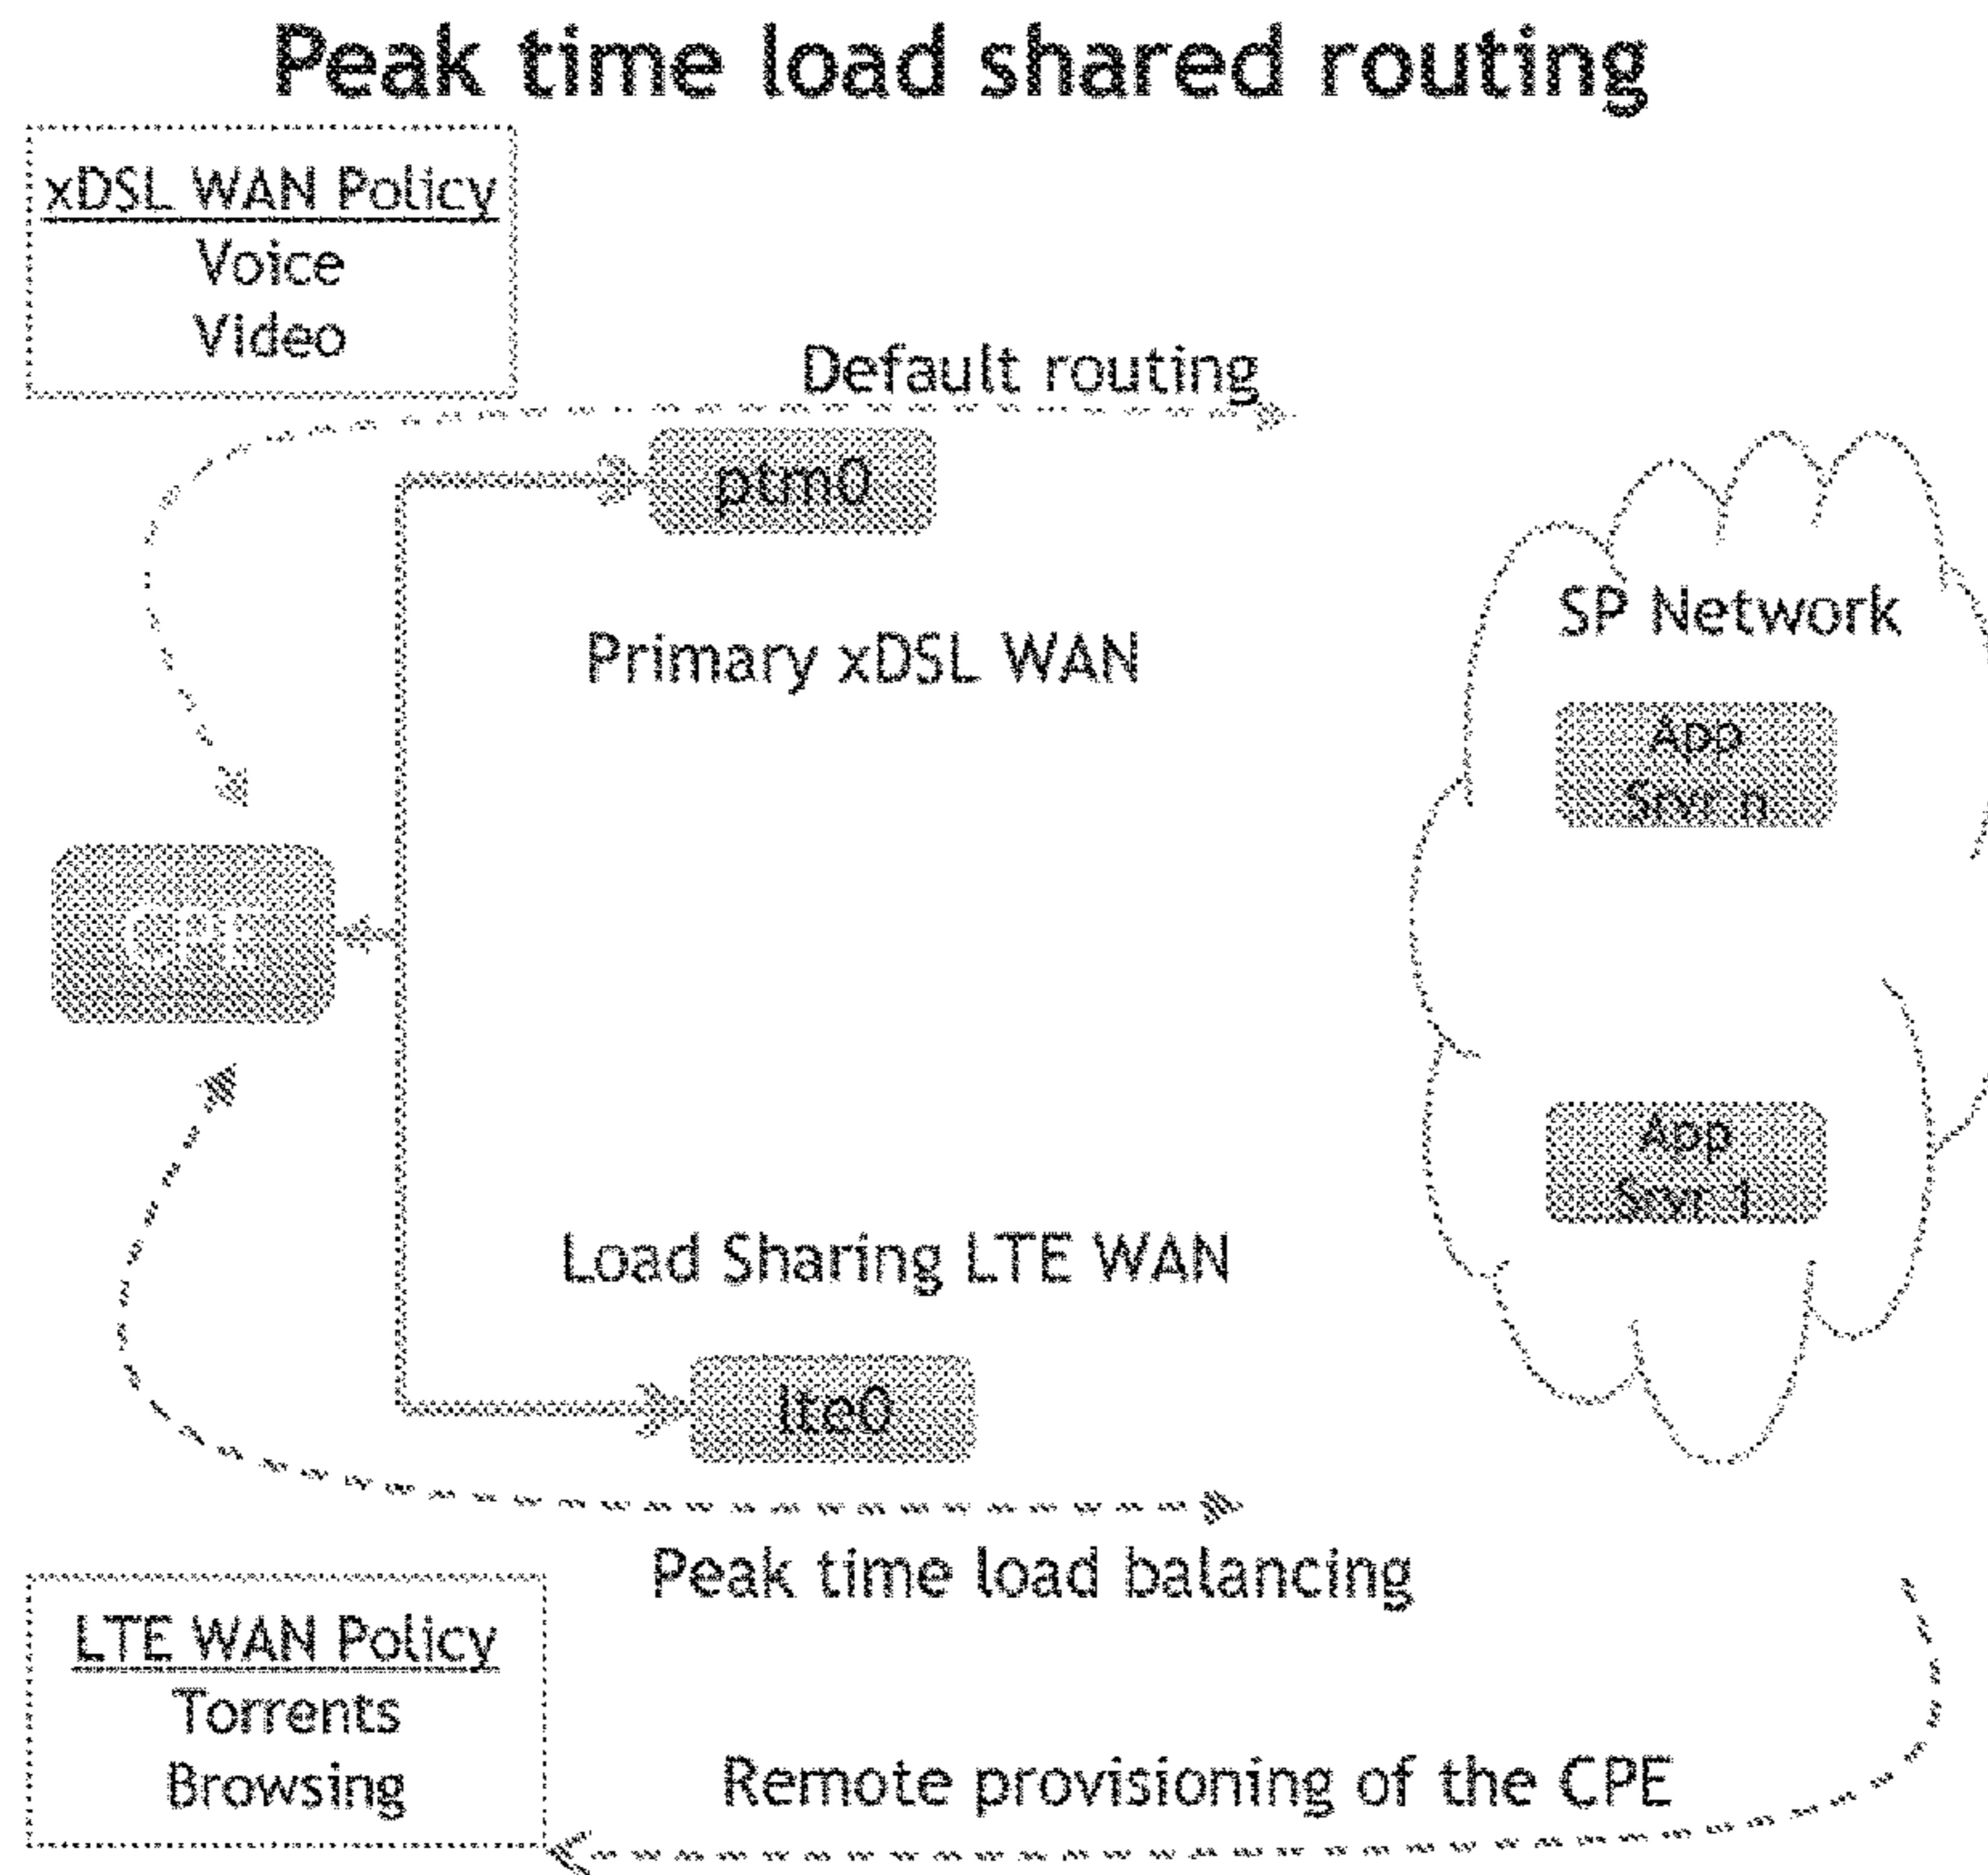 Peak time load shared routing
xDSL WAN Policy
Voice
Video
Default routing
ptm0
SP Network
Primary xDSL WAN
App
Srvr n
CPE
App
Srvr 1
Load Sharing LTE WAN
lte0
Peak time load balancing
LTE WAN Policy
Torrents
Browsing
Remote provisioning of the CPE